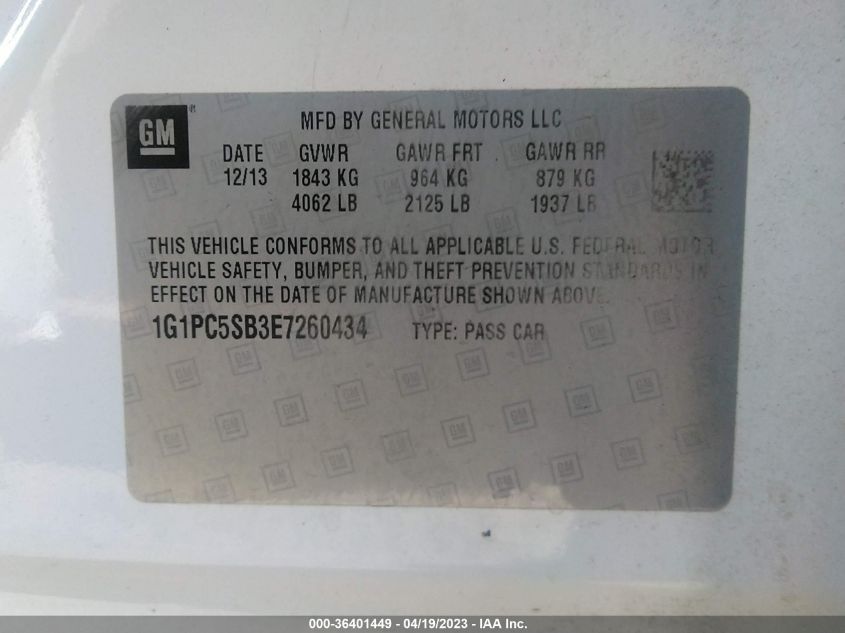 GM
MFD BY GENERAL MOTORS LLC
DATE GVWR GAWR FRT GAWR RR
12/13 1843 KG 964 KG 879 KG
4062 LB 2125 LB 1937 LB
THIS VEHICLE CONFORMS TO ALL APPLICABLE U.S. FEDERAL MOTOR
VEHICLE SAFETY, BUMPER, AND THEFT PREVENTION STANDARDS IN
EFFECT ON THE DATE OF MANUFACTURE SHOWN ABOVE.
1G1PC5SB3E7260434 TYPE: PASS CAR
000-36401449 - 04/19/2023 - IAA Inc.